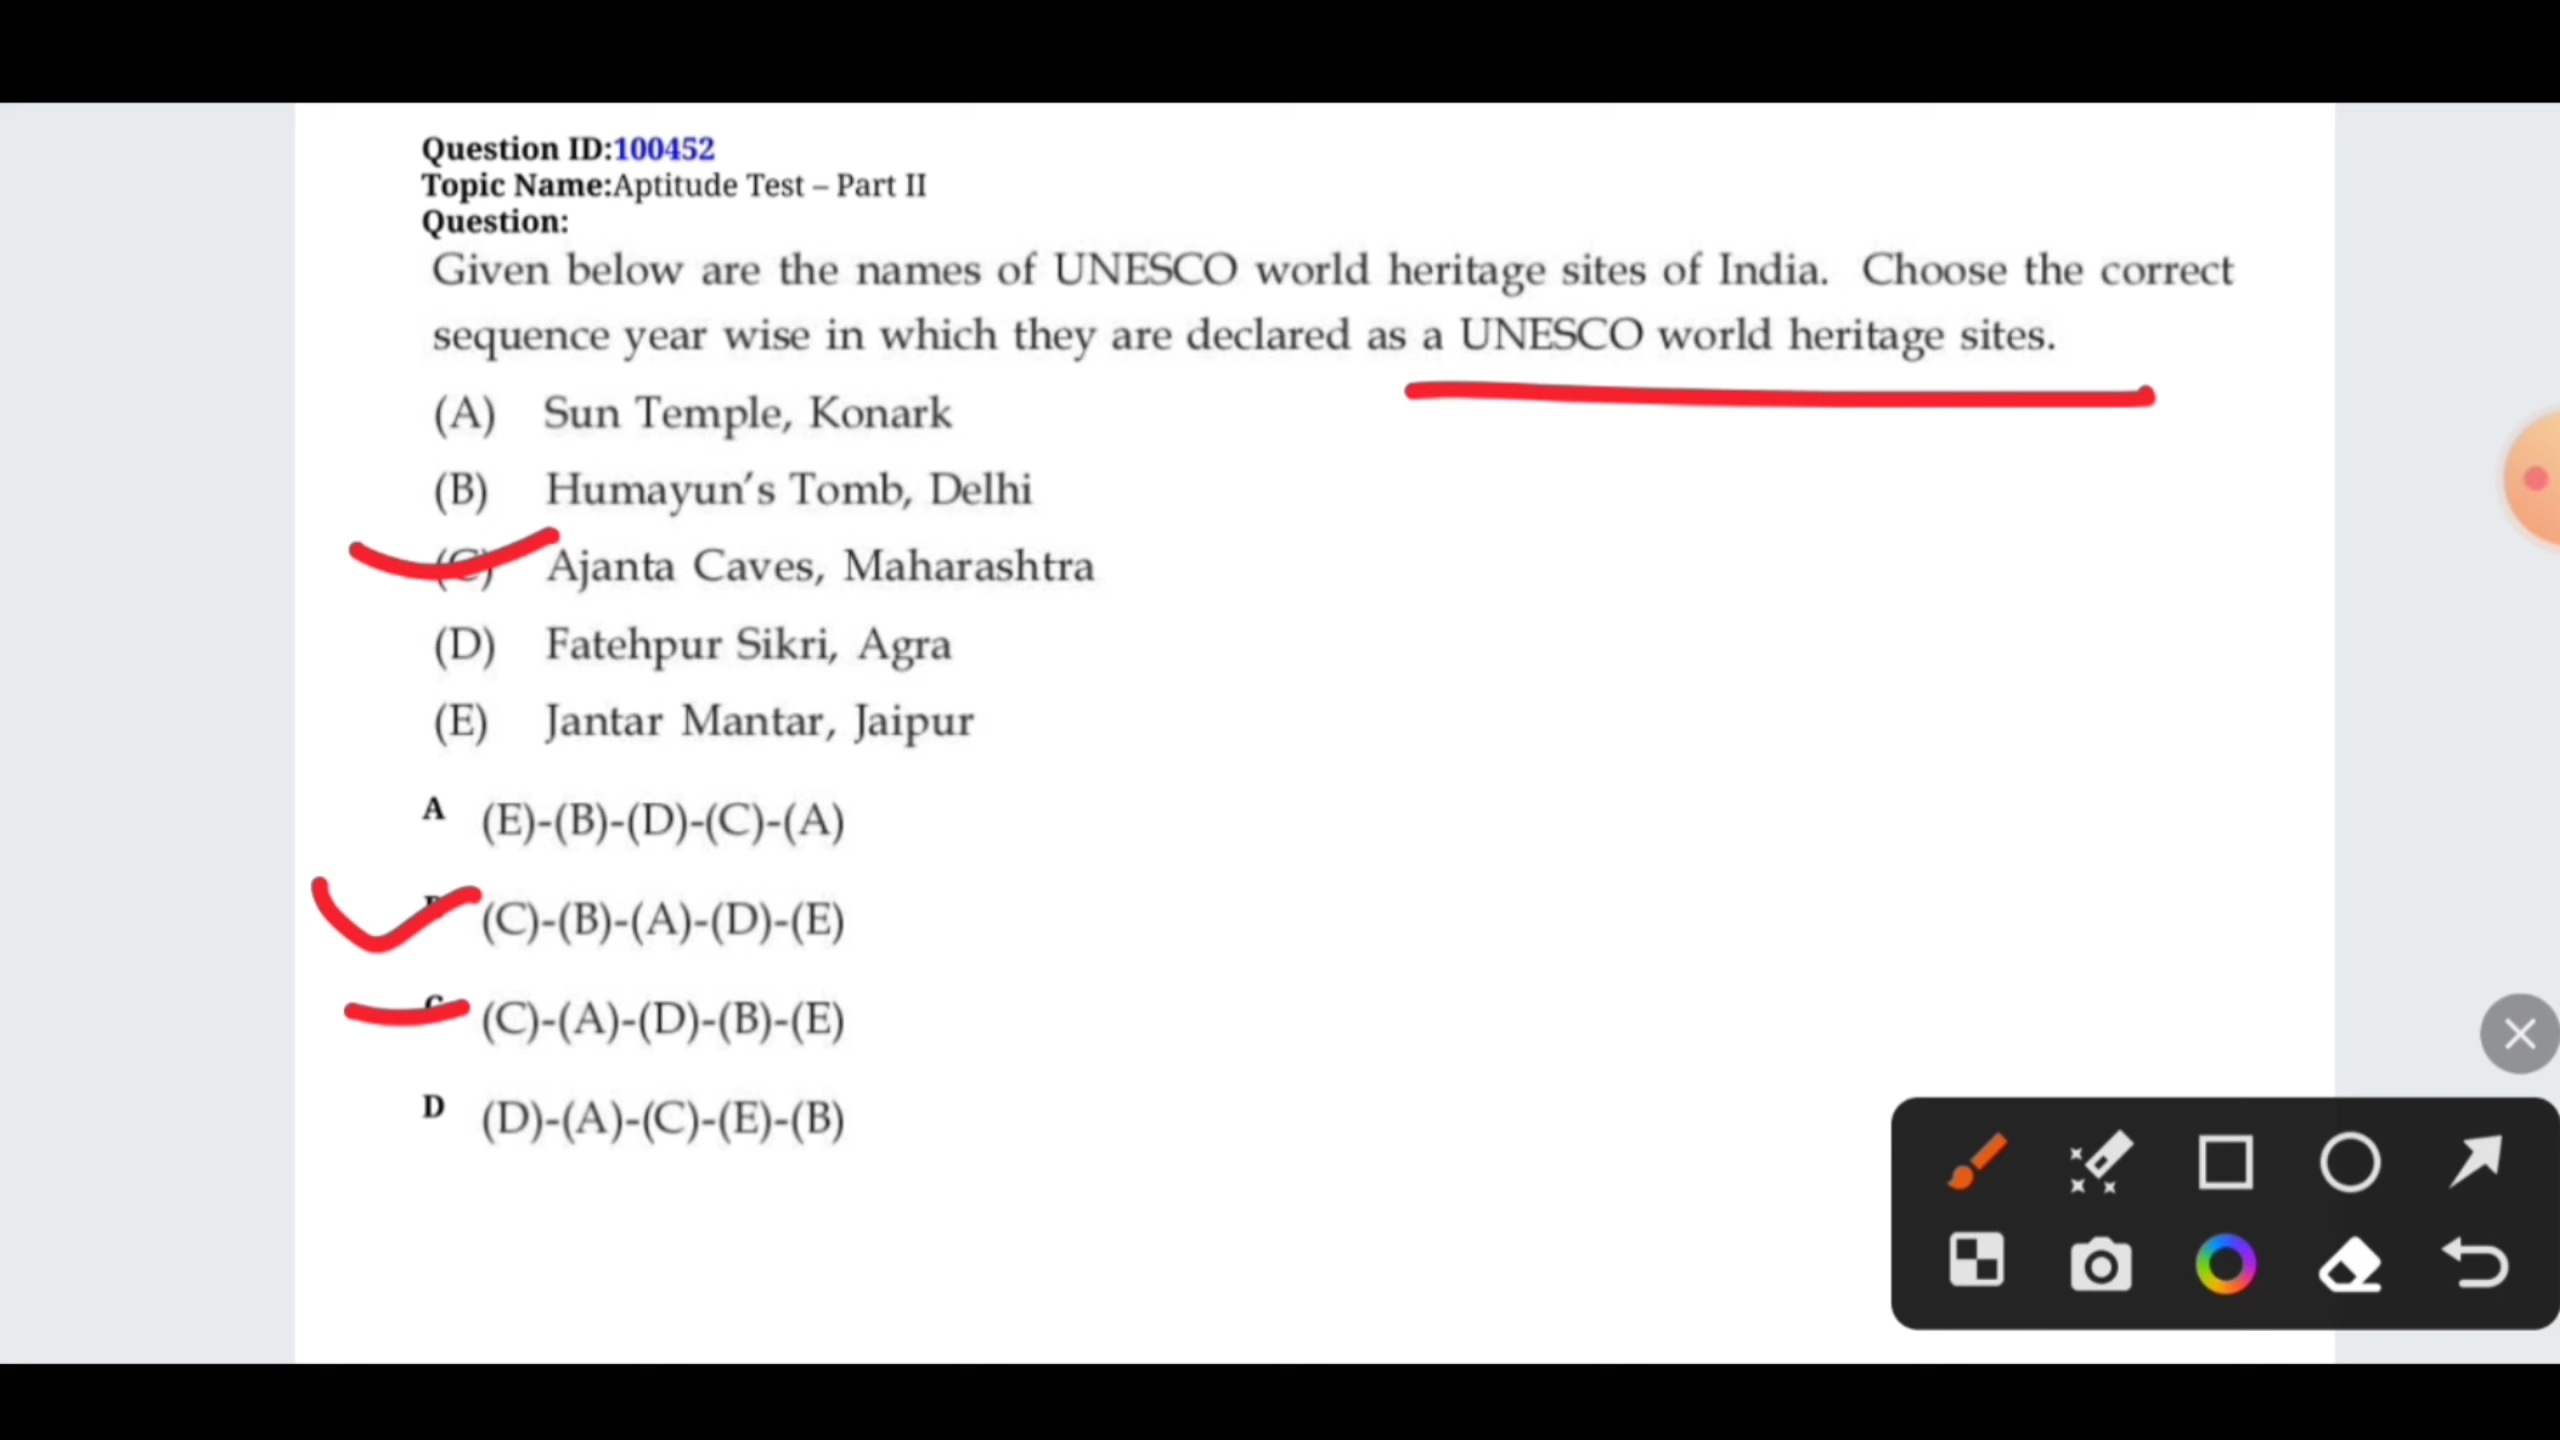 Question ID:100452
Topic Name:Aptitude Test – Part II
Question:
Given below are the names of UNESCO world heritage sites of India. Choose the correct
sequence year wise in which they are declared as a UNESCO world heritage sites.
(A) Sun Temple, Konark
(B) Humayun's Tomb, Delhi
(C) Ajanta Caves, Maharashtra
(D) Fatehpur Sikri, Agra
(E) Jantar Mantar, Jaipur
A (E)-(B)-(D)-(C)-(A)
B (C)-(B)-(A)-(D)-(E)
C (C)-(A)-(D)-(B)-(E)
D (D)-(A)-(C)-(E)-(B)